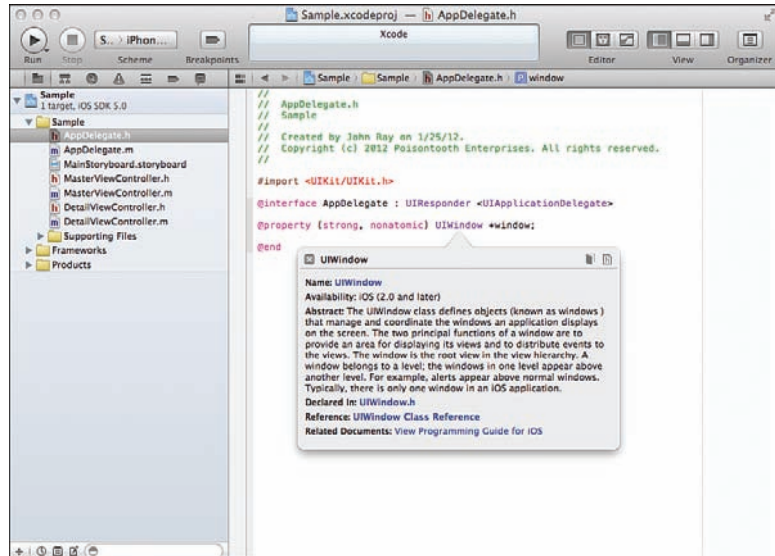 Sample.xcodeproj — AppDelegate.h
S.. iPhon...
Xcode
Run Stop Scheme Breakpoints Editor View Organizer
Sample Sample AppDelegate.h window
Sample
1 target, iOS SDK 5.0
Sample
AppDelegate.h
AppDelegate.m
MainStoryboard.storyboard
MasterViewController.h
MasterViewController.m
DetailViewController.h
DetailViewController.m
Supporting Files
Frameworks
Products
//
// AppDelegate.h
// Sample
//
// Created by John Ray on 1/25/12.
// Copyright (c) 2012 Poisontooth Enterprises. All rights reserved.
//
#import <UIKit/UIKit.h>
@interface AppDelegate : UIResponder <UIApplicationDelegate>
@property (strong, nonatomic) UIWindow *window;
@end
UIWindow
Name: UIWindow
Availability: iOS (2.0 and later)
Abstract: The UIWindow class defines objects (known as windows )
that manage and coordinate the windows an application displays
on the screen. The two principal functions of a window are to
provide an area for displaying its views and to distribute events to
the views. The window is the root view in the view hierarchy. A
window belongs to a level; the windows in one level appear above
another level. For example, alerts appear above normal windows.
Typically, there is only one window in an iOS application.
Declared In: UIWindow.h
Reference: UIWindow Class Reference
Related Documents: View Programming Guide for iOS